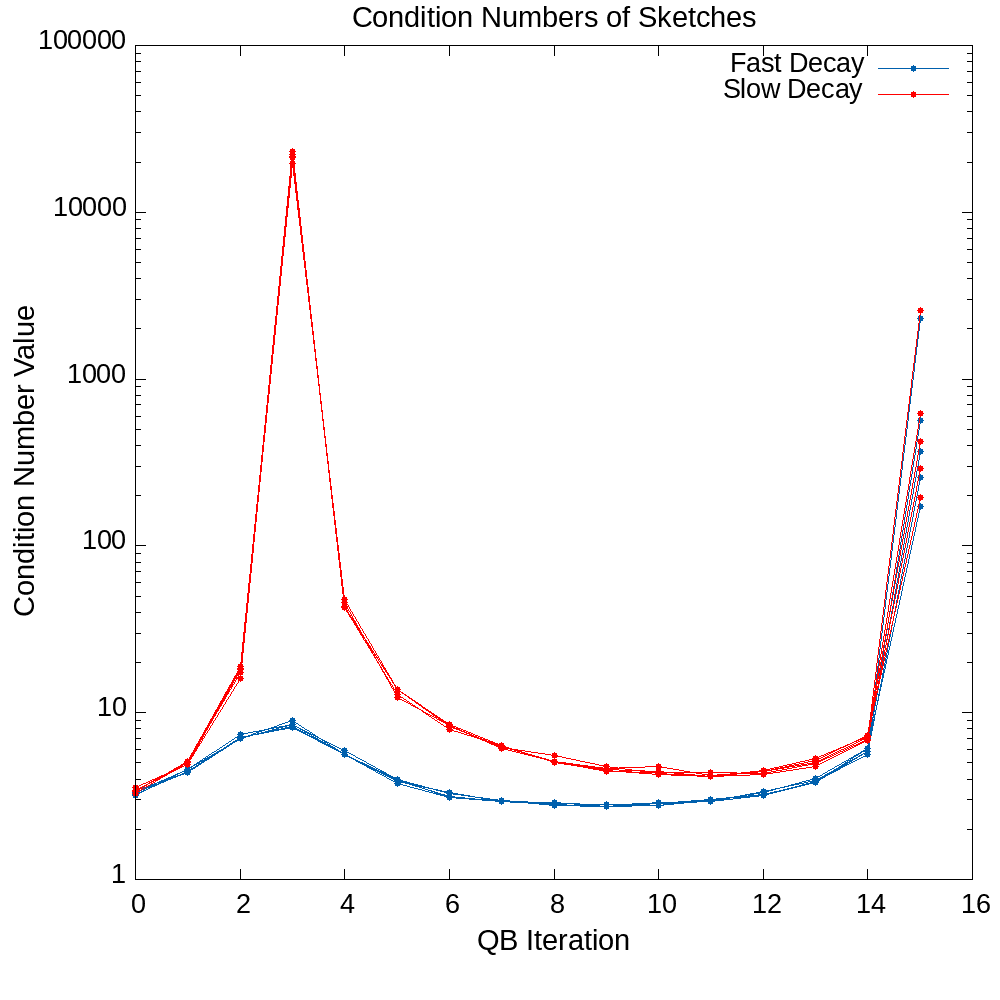 Condition Numbers of Sketches
Fast Decay
Slow Decay
Condition Number Value
100000
10000
1000
100
10
1
0 2 4 6 8 10 12 14 16
QB Iteration